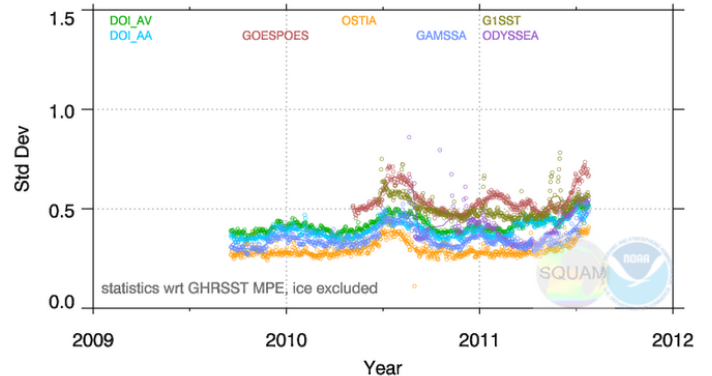 1.5
DOI_AV OSTIA G1SST
DOI_AA GOESPOES GAMSSA ODYSSEA
1.0
Std Dev
0.5
statistics wrt GHRSST MPE, ice excluded
SQUAM
NOAA
0.0
2009 2010 2011 2012
Year